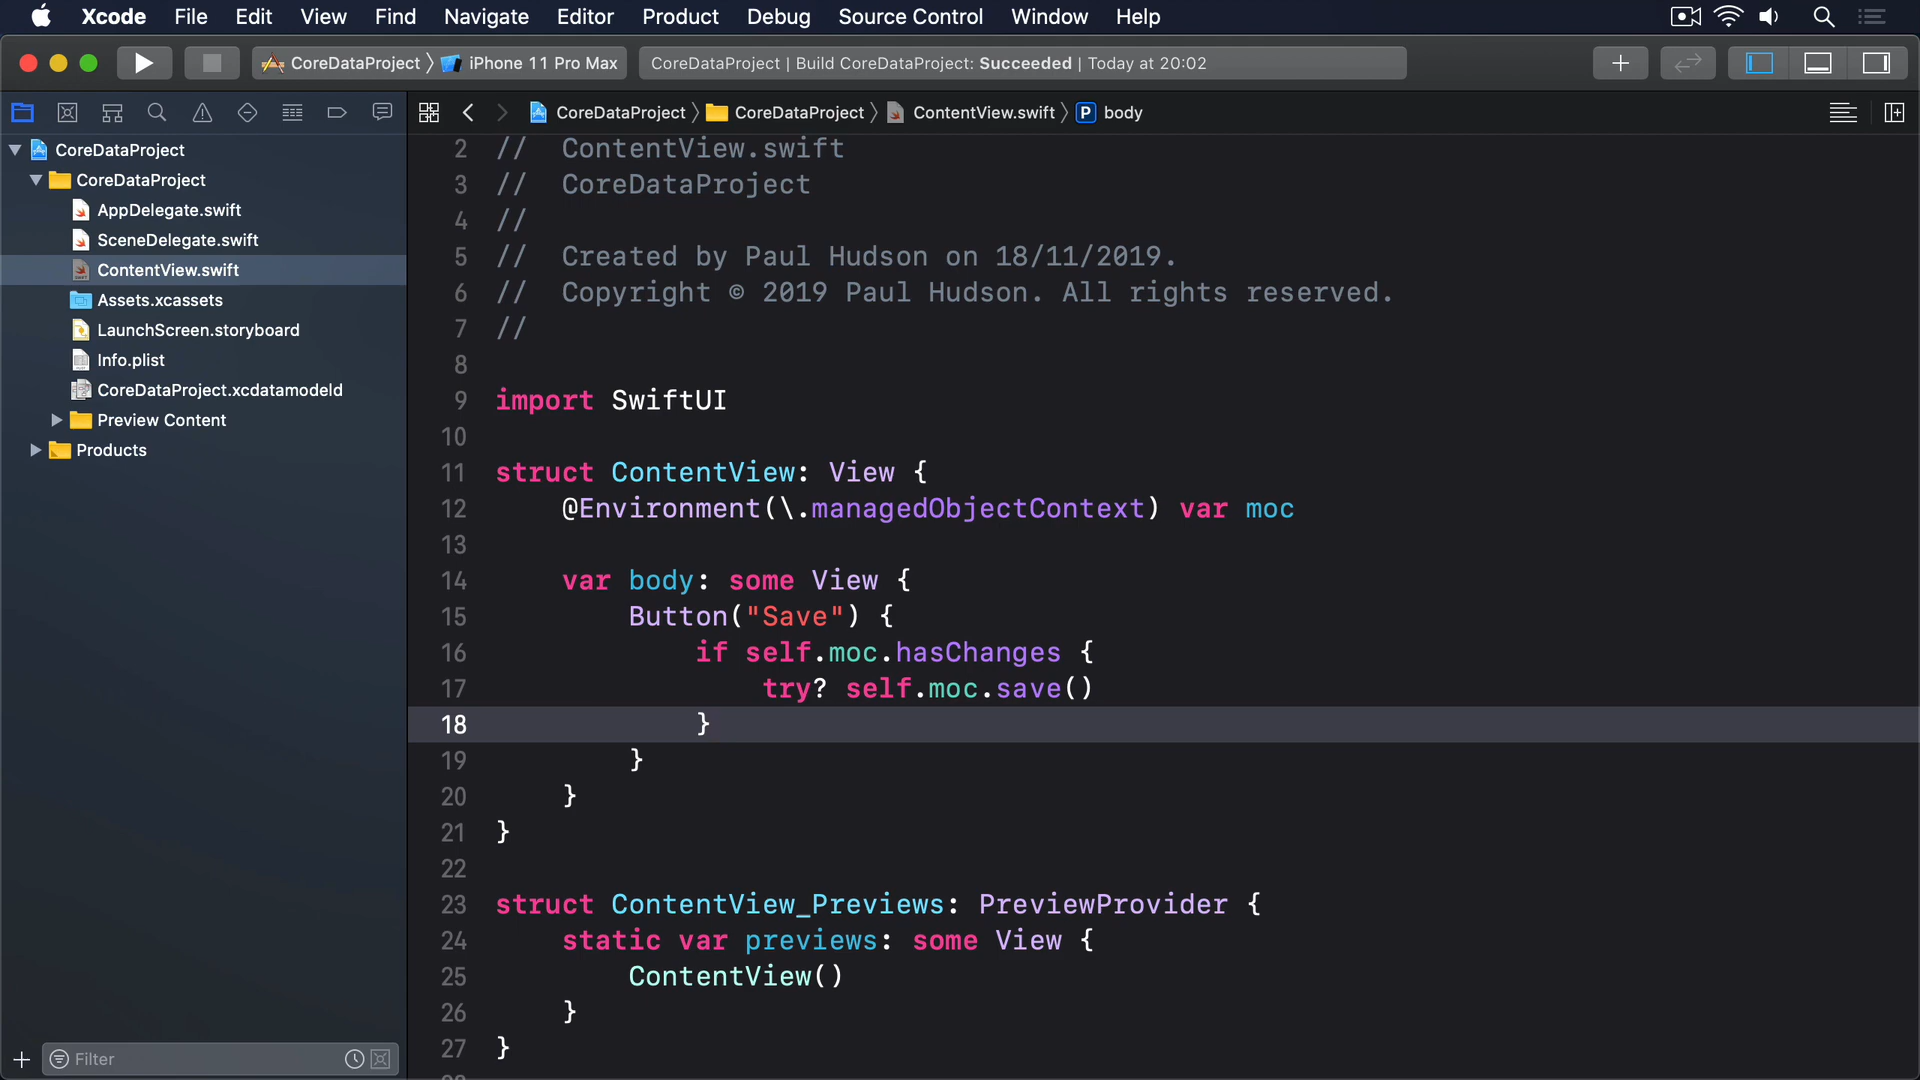 Xcode File Edit View Find Navigate Editor Product Debug Source Control Window Help
CoreDataProject iPhone 11 Pro Max CoreDataProject | Build CoreDataProject: Succeeded | Today at 20:02
CoreDataProject CoreDataProject ContentView.swift P body
CoreDataProject
CoreDataProject
AppDelegate.swift
SceneDelegate.swift
ContentView.swift
Assets.xcassets
LaunchScreen.storyboard
Info.plist
CoreDataProject.xcdatamodeld
Preview Content
Products
Filter
2 //  ContentView.swift
3 //  CoreDataProject
4 //
5 //  Created by Paul Hudson on 18/11/2019.
6 //  Copyright © 2019 Paul Hudson. All rights reserved.
7 //
8
9 import SwiftUI
10
11 struct ContentView: View {
12     @Environment(\.managedObjectContext) var moc
13
14     var body: some View {
15         Button("Save") {
16             if self.moc.hasChanges {
17                 try? self.moc.save()
18             }
19         }
20     }
21 }
22
23 struct ContentView_Previews: PreviewProvider {
24     static var previews: some View {
25         ContentView()
26     }
27 }